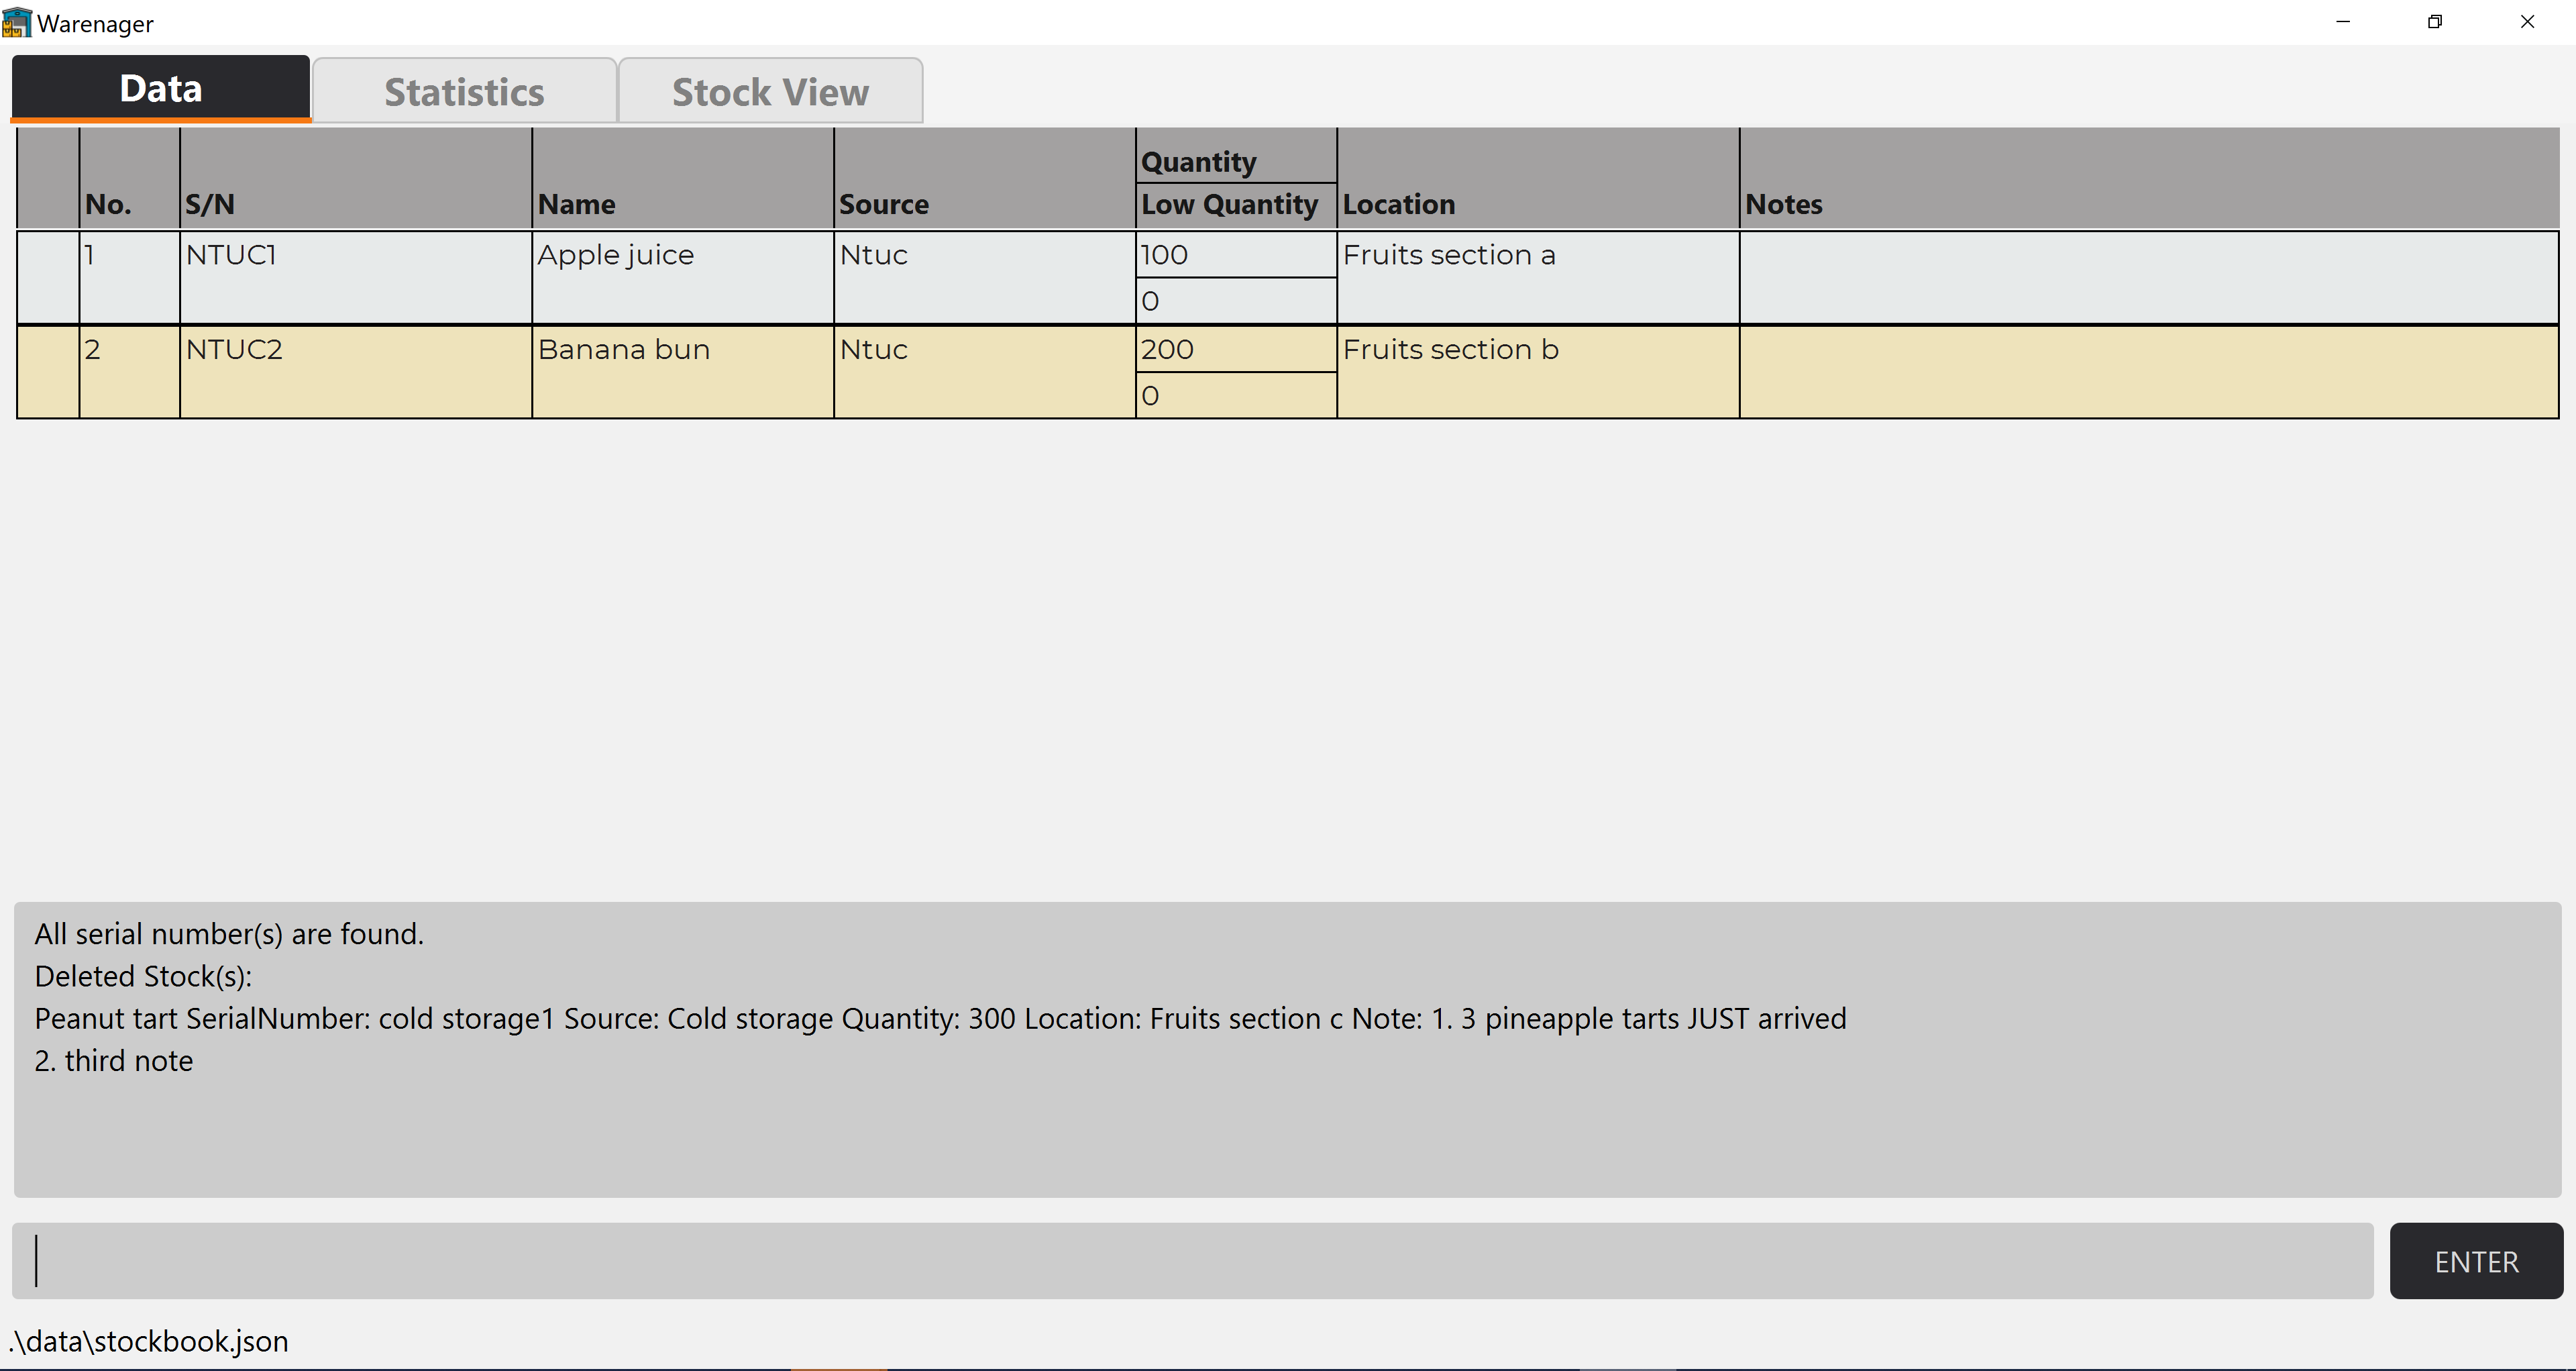 Warenager
Data Statistics Stock View
Quantity
No. S/N Name Source Low Quantity Location Notes
1 NTUC1 Apple juice Ntuc 100 Fruits section a
0
2 NTUC2 Banana bun Ntuc 200 Fruits section b
0
All serial number(s) are found.
Deleted Stock(s):
Peanut tart SerialNumber: cold storage1 Source: Cold storage Quantity: 300 Location: Fruits section c Note: 1. 3 pineapple tarts JUST arrived
2. third note
ENTER
.\data\stockbook.json